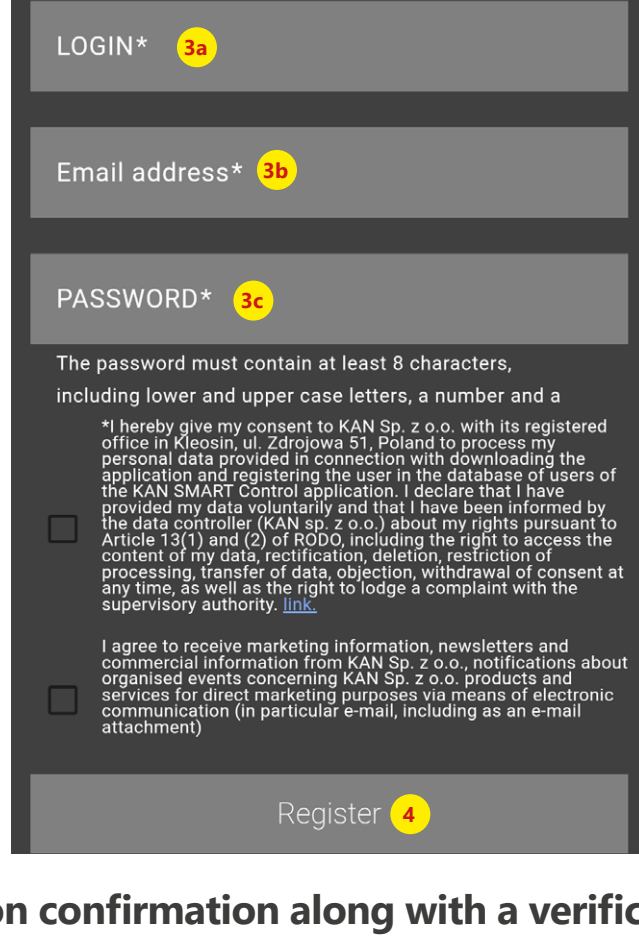 LOGIN* 3a
Email address* 3b
PASSWORD* 3c
The password must contain at least 8 characters,
including lower and upper case letters, a number and a
*I hereby give my consent to KAN Sp. z o.o. with its registered
office in Kleosin, ul. Zdrojowa 51, Poland to process my
personal data provided in connection with downloading the
application and registering the user in the database of users of
the KAN SMART Control application. I declare that I have
provided my data voluntarily and that I have been informed by
the data controller (KAN sp. z o.o.) about my rights pursuant to
Article 13(1) and (2) of RODO, including the right to access the
content of my data, rectification, deletion, restriction of
processing, transfer of data, objection, withdrawal of consent at
any time, as well as the right to lodge a complaint with the
supervisory authority. link.
I agree to receive marketing information, newsletters and
commercial information from KAN Sp. z o.o., notifications about
organised events concerning KAN Sp. z o.o. products and
services for direct marketing purposes via means of electronic
communication (in particular e-mail, including as an e-mail
attachment)
Register 4
confirmation along with a